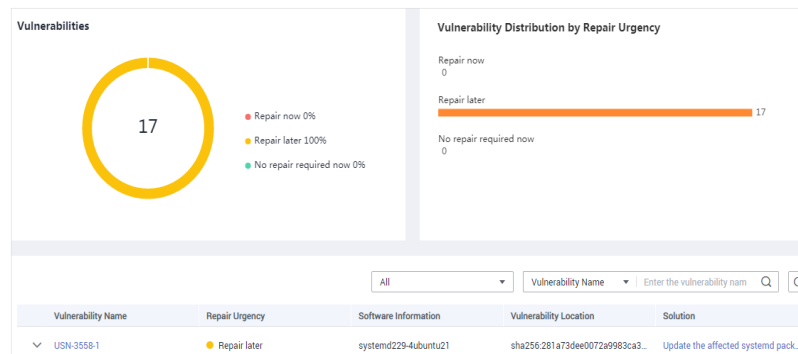 Vulnerabilities
17
Repair now 0%
Repair later 100%
No repair required now 0%
Vulnerability Distribution by Repair Urgency
Repair now
0
Repair later
17
No repair required now
0
All
Vulnerability Name
Enter the vulnerability nam
Vulnerability Name Repair Urgency Software Information Vulnerability Location Solution
USN-3558-1 Repair later systemd229-4ubuntu21 sha256:281a73dee0072a9983ca3... Update the affected systemd pack...